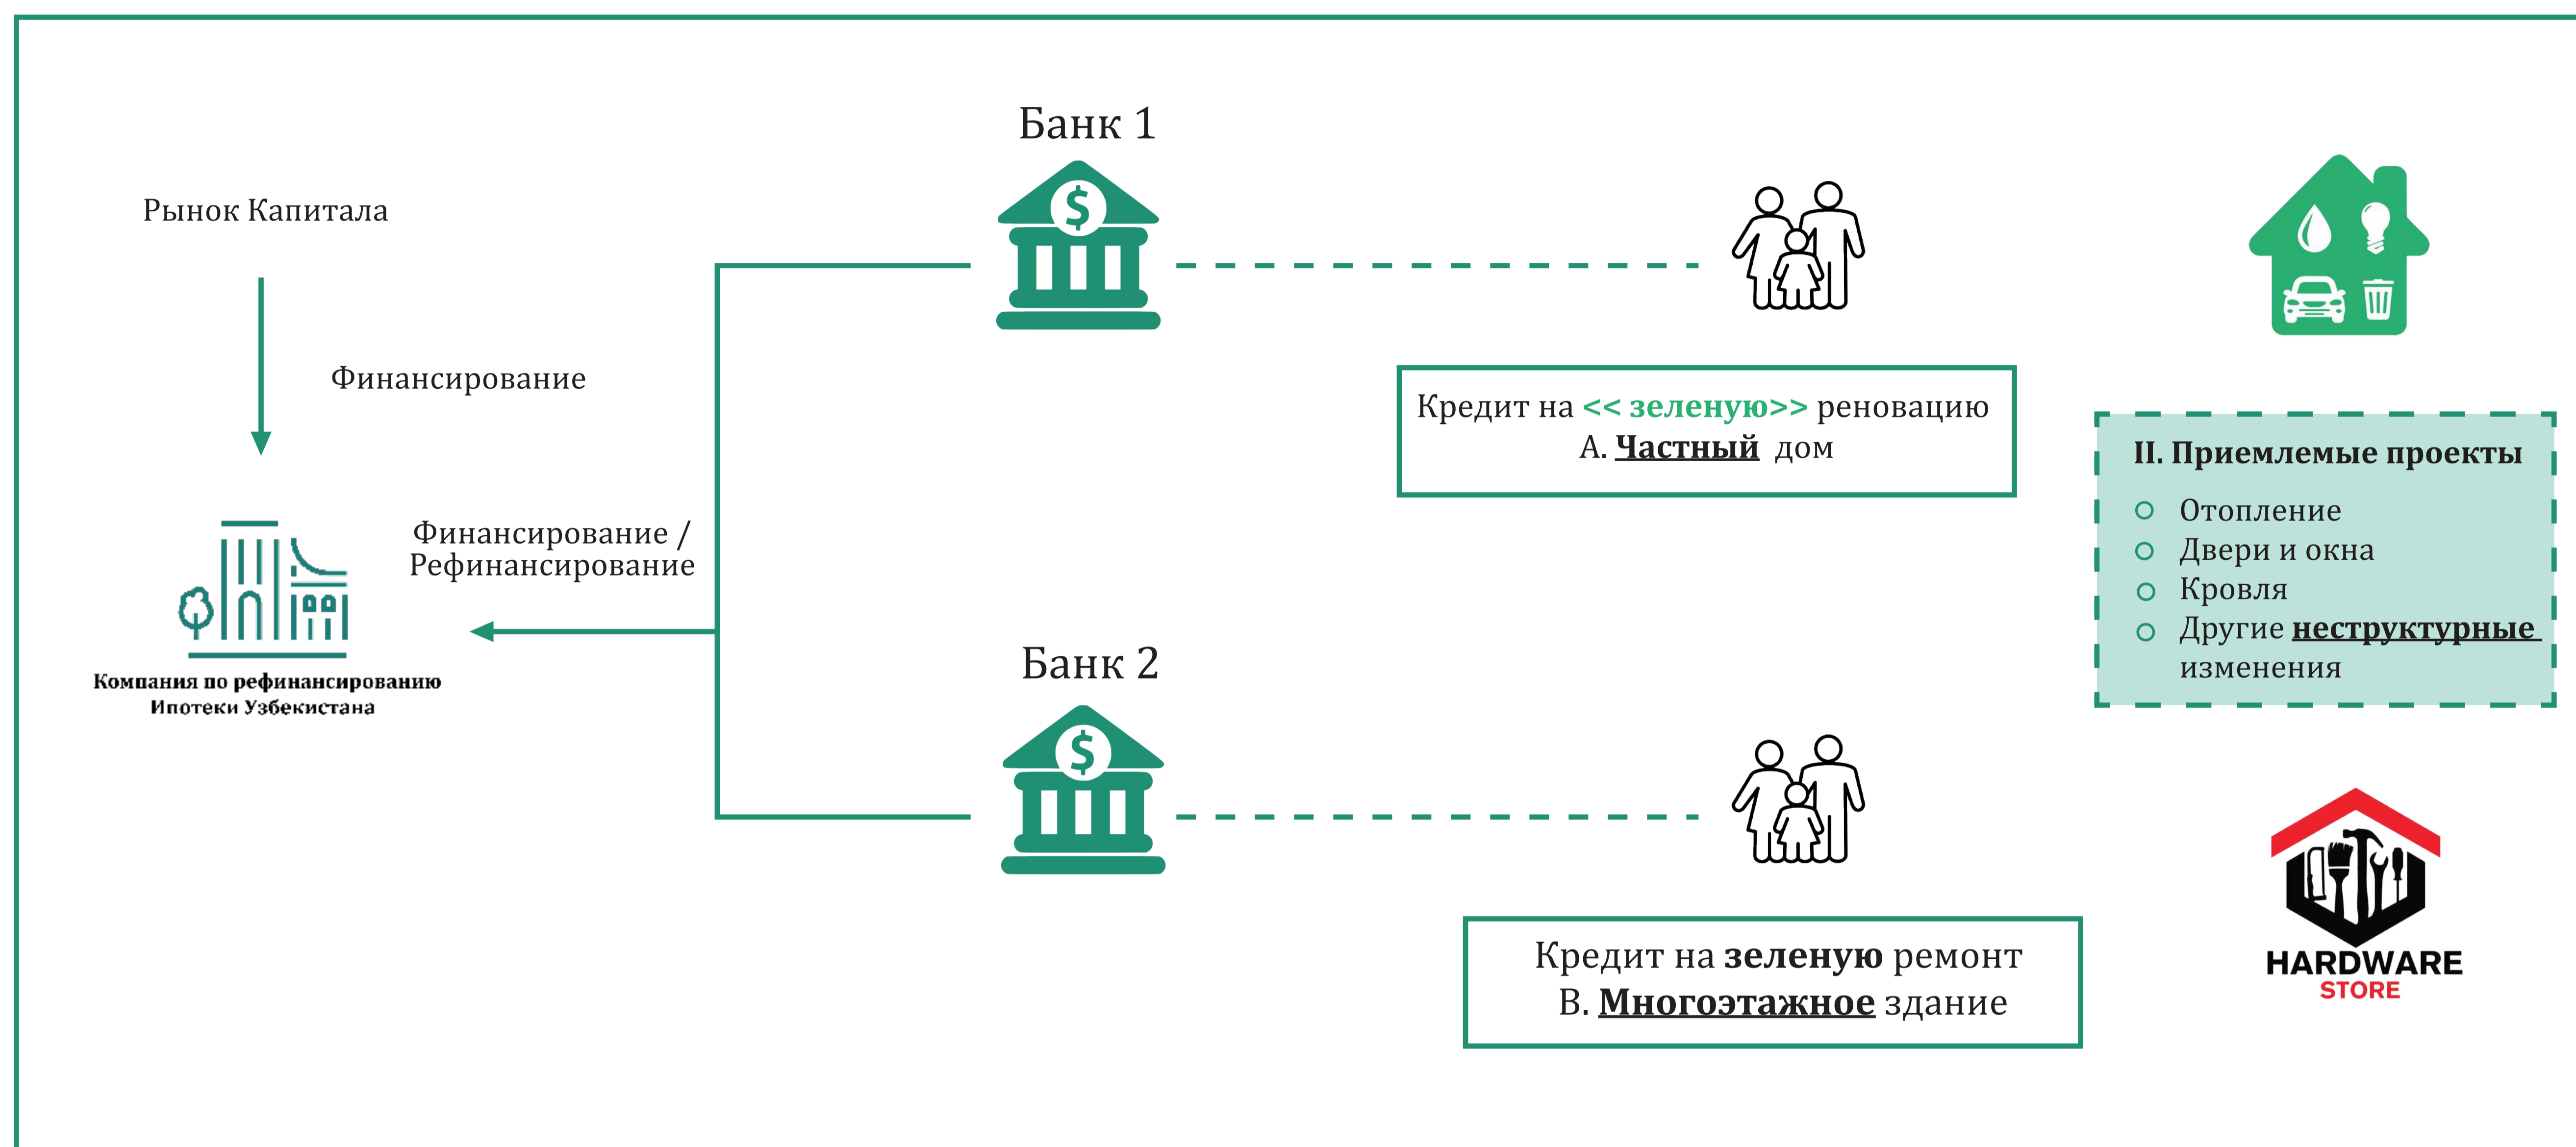 Банк 1
Рынок Капитала
Финансирование
Кредит на << зеленую>> реновацию
А. Частный дом
II. Приемлемые проекты
Отопление
Двери и окна
Кровля
Другие неструктурные
изменения
Финансирование /
Рефинансирование
Компания по рефинансированию
Ипотеки Узбекистана
Банк 2
Кредит на зеленую ремонт
В. Многоэтажное здание
HARDWARE
STORE